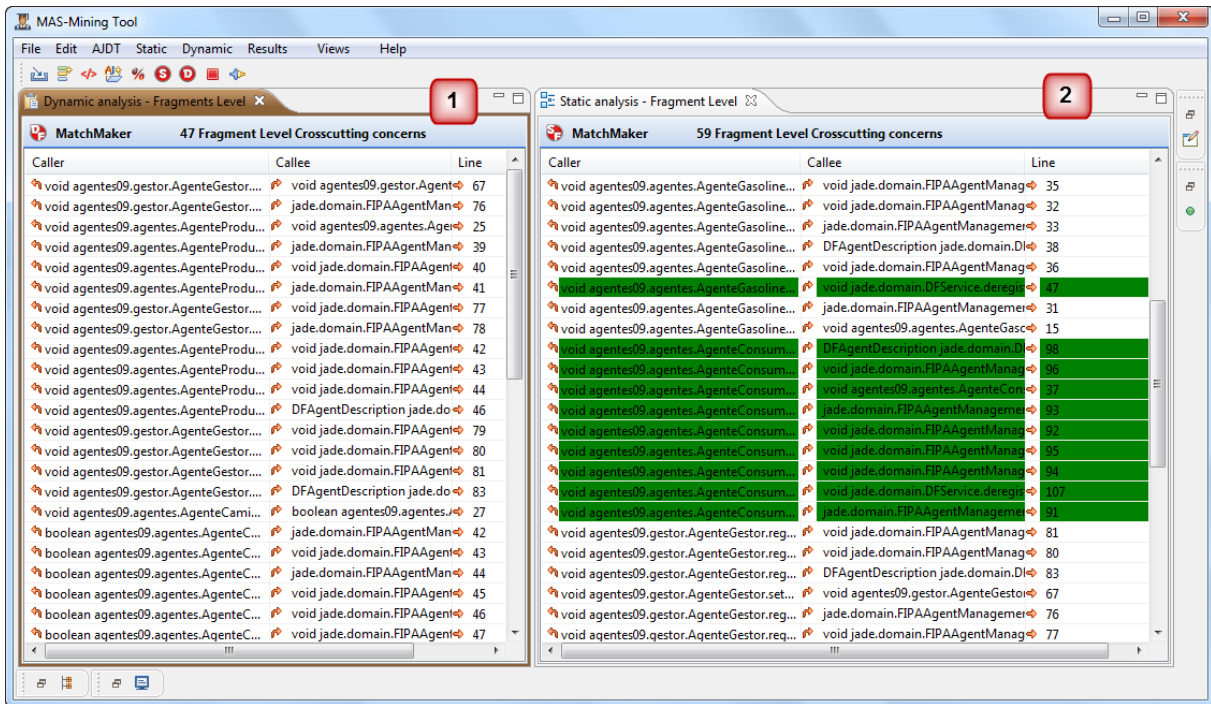 MAS-Mining Tool
File Edit AJDT Static Dynamic Results Views Help
Dynamic analysis - Fragments Level
1
MatchMaker 47 Fragment Level Crosscutting concerns
Caller Callee Line
void agentes09.gestor.AgenteGestor.... void agentes09.gestor.Agent 67
void agentes09.gestor.AgenteGestor.... jade.domain.FIPAAgentMan 76
void agentes09.agentes.AgenteProdu... void agentes09.agentes.Agen 25
void agentes09.agentes.AgenteProdu... jade.domain.FIPAAgentMan 39
void agentes09.agentes.AgenteProdu... void jade.domain.FIPAAgent 40
void agentes09.agentes.AgenteProdu... jade.domain.FIPAAgentMan 41
void agentes09.gestor.AgenteGestor.... void jade.domain.FIPAAgent 77
void agentes09.gestor.AgenteGestor.... jade.domain.FIPAAgentMan 78
void agentes09.agentes.AgenteProdu... void jade.domain.FIPAAgent 42
void agentes09.agentes.AgenteProdu... void jade.domain.FIPAAgent 43
void agentes09.agentes.AgenteProdu... void jade.domain.FIPAAgent 44
void agentes09.agentes.AgenteProdu... DFAgentDescription jade.do 46
void agentes09.gestor.AgenteGestor.... void jade.domain.FIPAAgent 79
void agentes09.gestor.AgenteGestor.... void jade.domain.FIPAAgent 80
void agentes09.gestor.AgenteGestor.... void jade.domain.FIPAAgent 81
void agentes09.gestor.AgenteGestor.... DFAgentDescription jade.do 83
void agentes09.agentes.AgenteCami... boolean agentes09.agentes. 27
boolean agentes09.agentes.AgenteC... jade.domain.FIPAAgentMan 42
boolean agentes09.agentes.AgenteC... void jade.domain.FIPAAgent 43
boolean agentes09.agentes.AgenteC... jade.domain.FIPAAgentMan 44
boolean agentes09.agentes.AgenteC... void jade.domain.FIPAAgent 45
boolean agentes09.agentes.AgenteC... void jade.domain.FIPAAgent 46
boolean agentes09.agentes.AgenteC... void jade.domain.FIPAAgent 47
Static analysis - Fragment Level
2
MatchMaker 59 Fragment Level Crosscutting concerns
Caller Callee Line
void agentes09.agentes.AgenteGasoline... void jade.domain.FIPAAgentManag 35
void agentes09.agentes.AgenteGasoline... void jade.domain.FIPAAgentManag 32
void agentes09.agentes.AgenteGasoline... jade.domain.FIPAAgentManagemer 33
void agentes09.agentes.AgenteGasoline... DFAgentDescription jade.domain.DF 38
void agentes09.agentes.AgenteGasoline... void jade.domain.FIPAAgentManag 36
void agentes09.agentes.AgenteGasoline... void jade.domain.DFService.deregis 47
void agentes09.agentes.AgenteGasoline... jade.domain.FIPAAgentManagemer 31
void agentes09.agentes.AgenteGasoline... void agentes09.agentes.AgenteGasc 15
void agentes09.agentes.AgenteConsum... DFAgentDescription jade.domain.D 98
void agentes09.agentes.AgenteConsum... void jade.domain.FIPAAgentManag 96
void agentes09.agentes.AgenteConsum... void agentes09.agentes.AgenteCon 37
void agentes09.agentes.AgenteConsum... jade.domain.FIPAAgentManagemer 93
void agentes09.agentes.AgenteConsum... void jade.domain.FIPAAgentManag 92
void agentes09.agentes.AgenteConsum... void jade.domain.FIPAAgentManag 95
void agentes09.agentes.AgenteConsum... void jade.domain.FIPAAgentManag 94
void agentes09.agentes.AgenteConsum... void jade.domain.DFService.deregis 107
void agentes09.agentes.AgenteConsum... jade.domain.FIPAAgentManagemer 91
void agentes09.gestor.AgenteGestor.reg... void jade.domain.FIPAAgentManag 81
void agentes09.gestor.AgenteGestor.reg... void jade.domain.FIPAAgentManag 80
void agentes09.gestor.AgenteGestor.reg... DFAgentDescription jade.domain.DF 83
void agentes09.gestor.AgenteGestor.set... void agentes09.gestor.AgenteGestor 67
void agentes09.gestor.AgenteGestor.reg... jade.domain.FIPAAgentManagemer 76
void agentes09.gestor.AgenteGestor.reg... void jade.domain.FIPAAgentManag 77